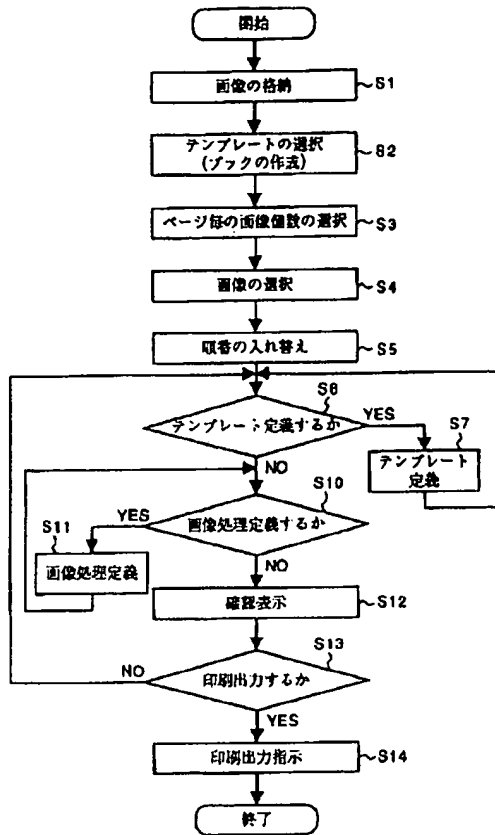 開始
画像の格納
S1
テンプレートの選択
(ブックの作成)
S2
ページ毎の画像個数の選択
S3
画像の選択
S4
順番の入れ替え
S5
S6
テンプレート定義するか
YES
S7
テンプレート
定義
NO
S10
画像処理定義するか
YES
S11
画像処理定義
NO
確認表示
S12
S13
印刷出力するか
NO
YES
印刷出力指示
S14
終了